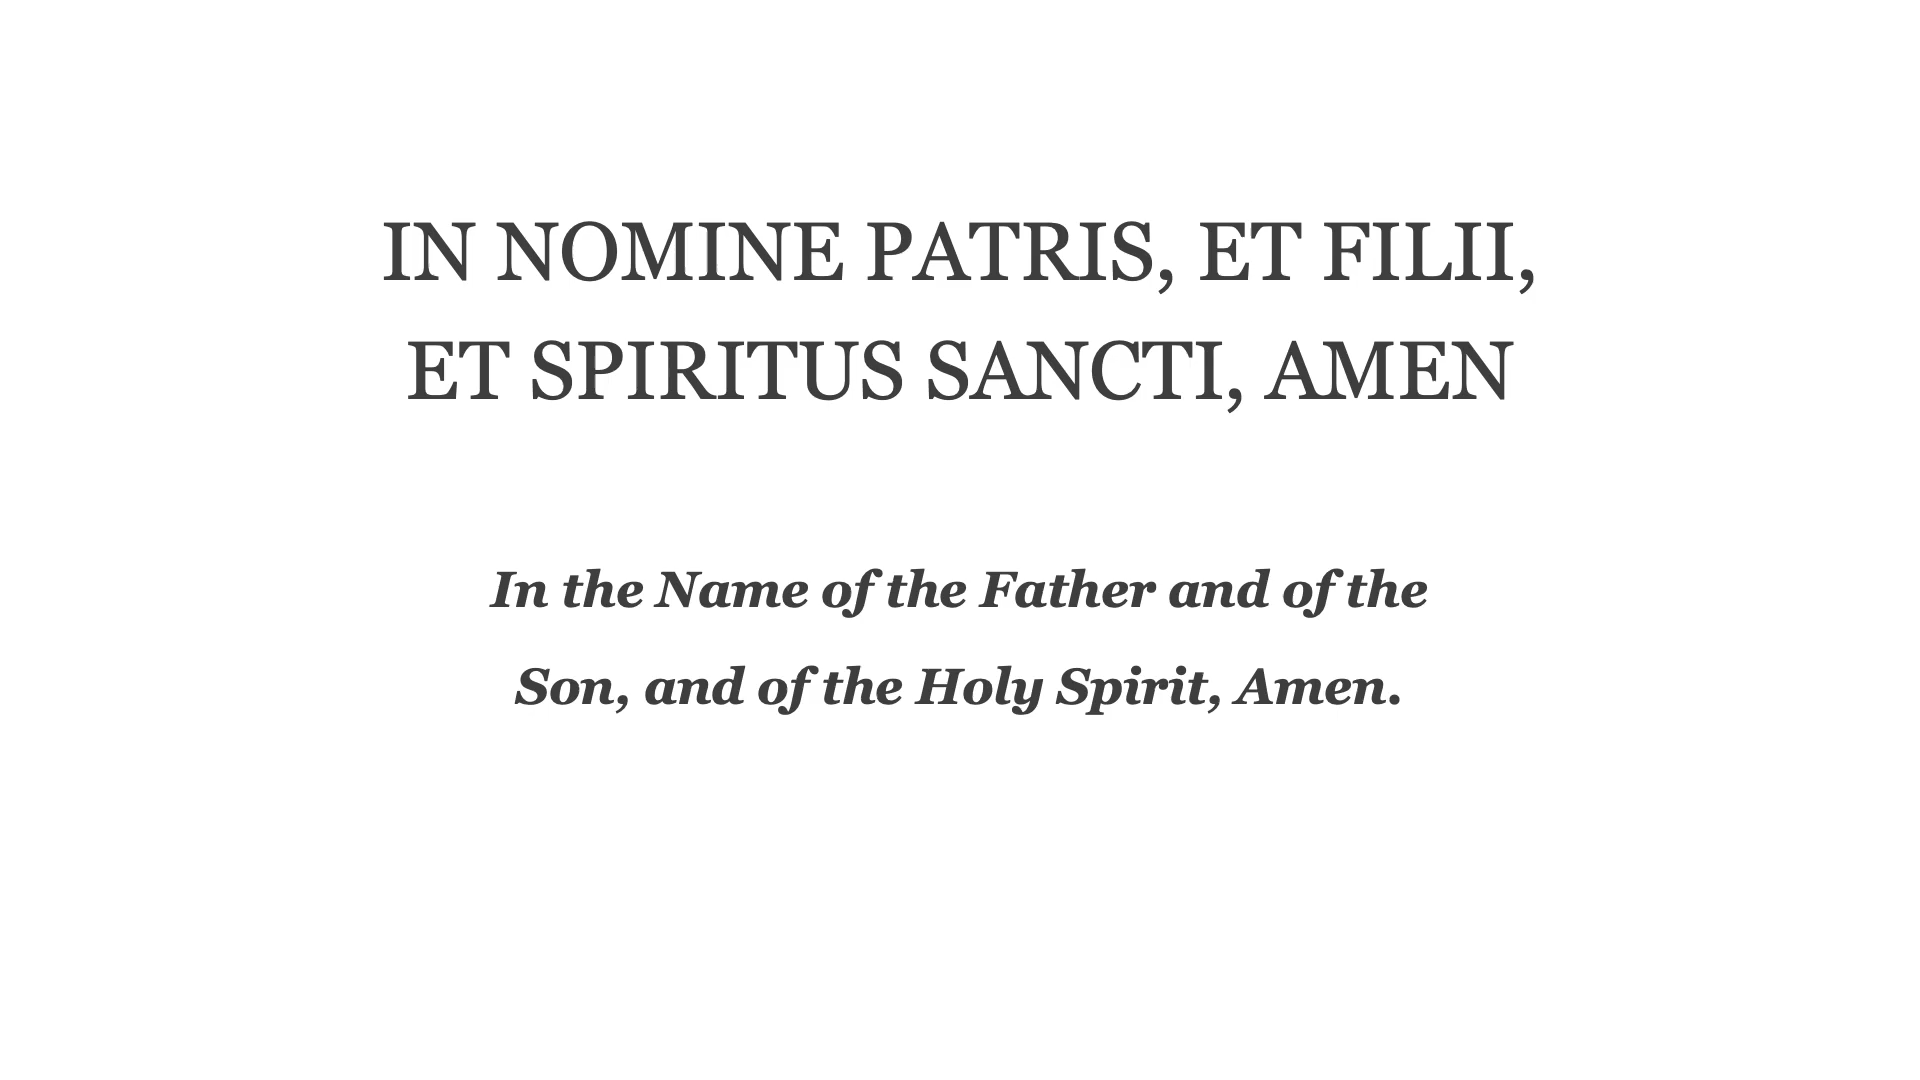 IN NOMINE PATRIS, ET FILII,
ET SPIRITUS SANCTI, AMEN
In the Name of the Father and of the
Son, and of the Holy Spirit, Amen.